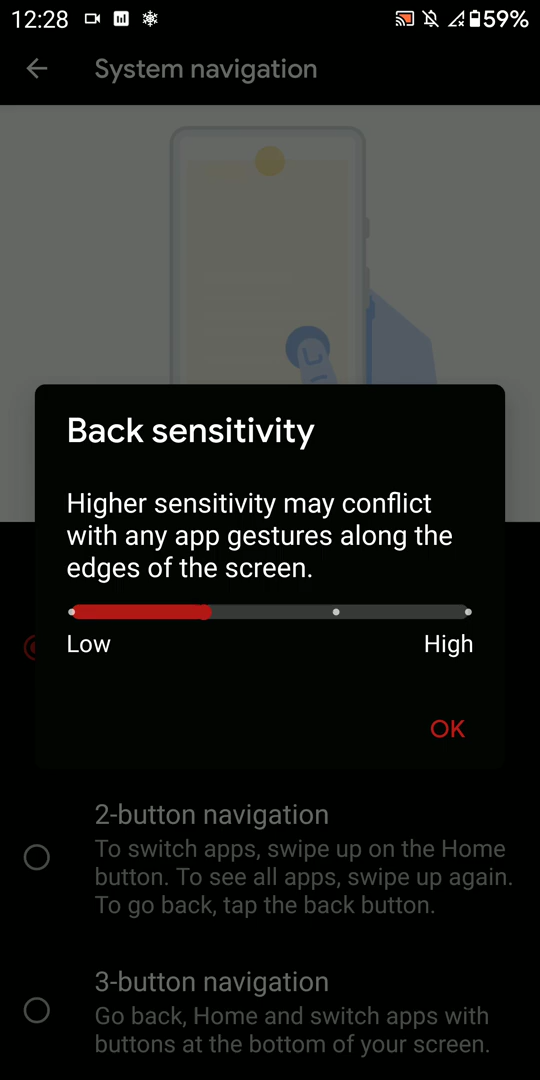 12:28
59%
System navigation
Back sensitivity
Higher sensitivity may conflict
with any app gestures along the
edges of the screen.
Low
High
OK
2-button navigation
To switch apps, swipe up on the Home
button. To see all apps, swipe up again.
To go back, tap the back button.
3-button navigation
Go back, Home and switch apps with
buttons at the bottom of your screen.